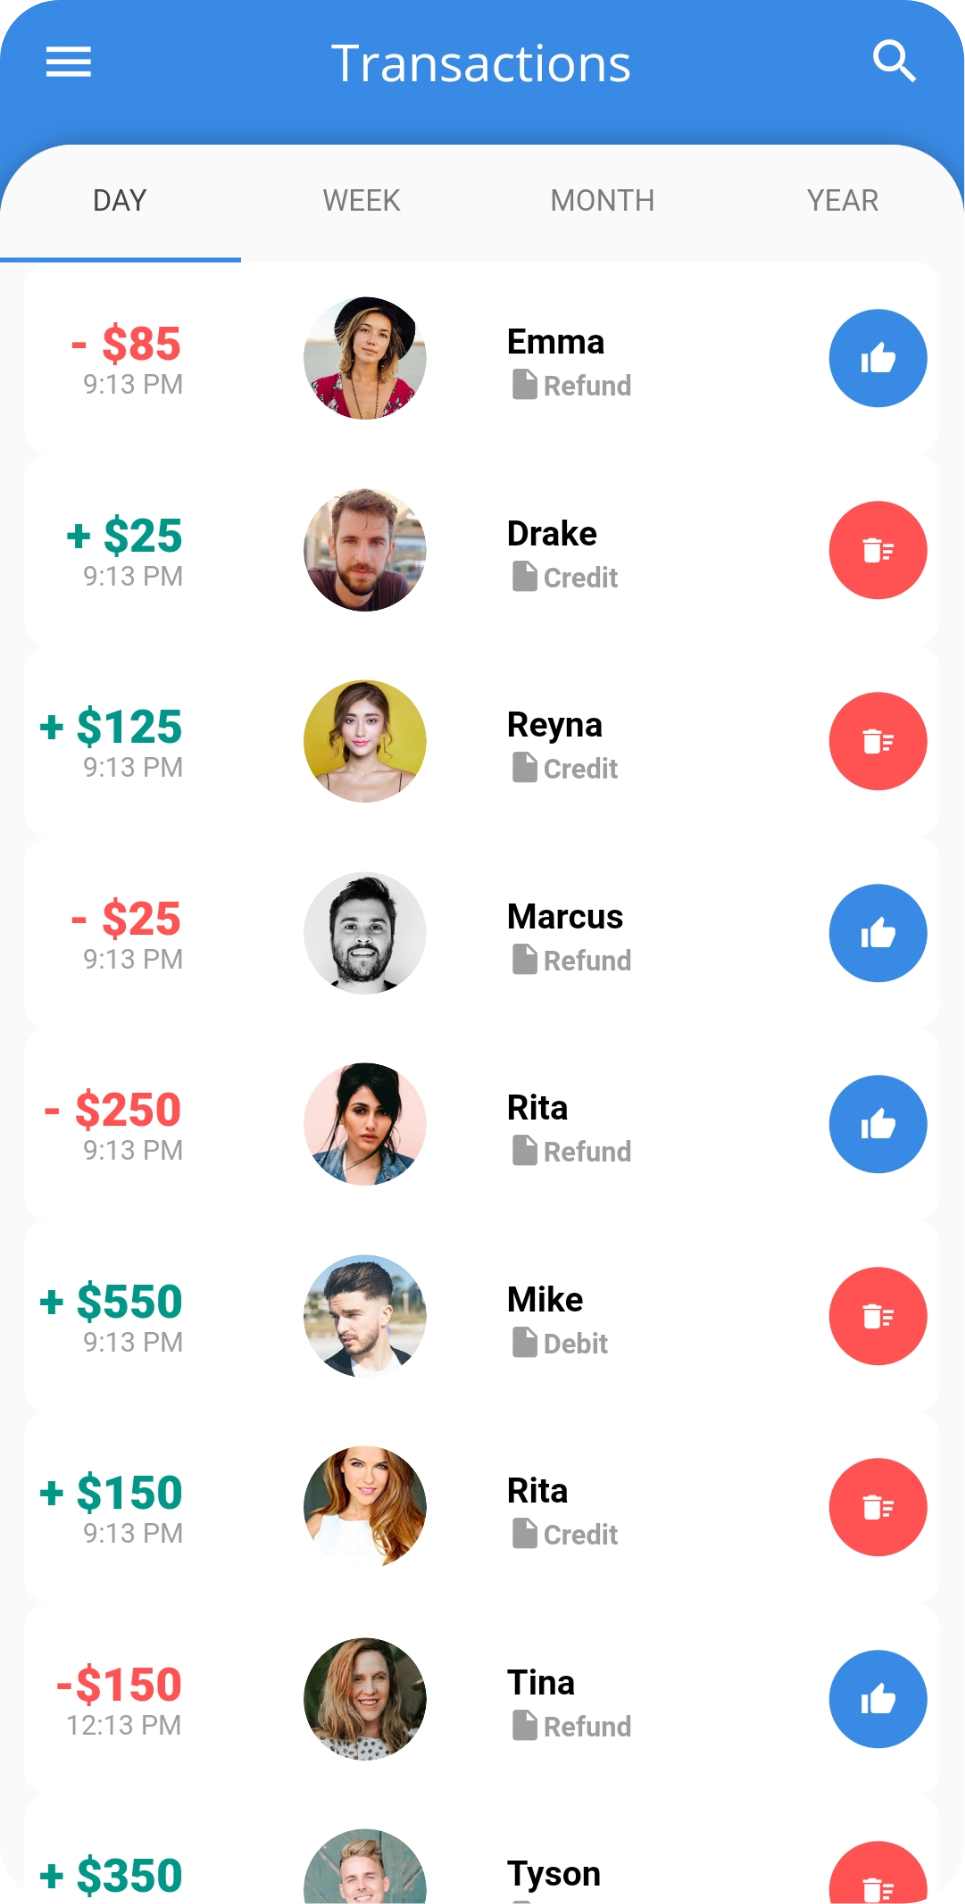 Transactions
DAY WEEK MONTH YEAR
- $85
9:13 PM
Emma
Refund
+ $25
9:13 PM
Drake
Credit
+ $125
9:13 PM
Reyna
Credit
- $25
9:13 PM
Marcus
Refund
- $250
9:13 PM
Rita
Refund
+ $550
9:13 PM
Mike
Debit
+ $150
9:13 PM
Rita
Credit
-$150
12:13 PM
Tina
Refund
+ $350
Tyson